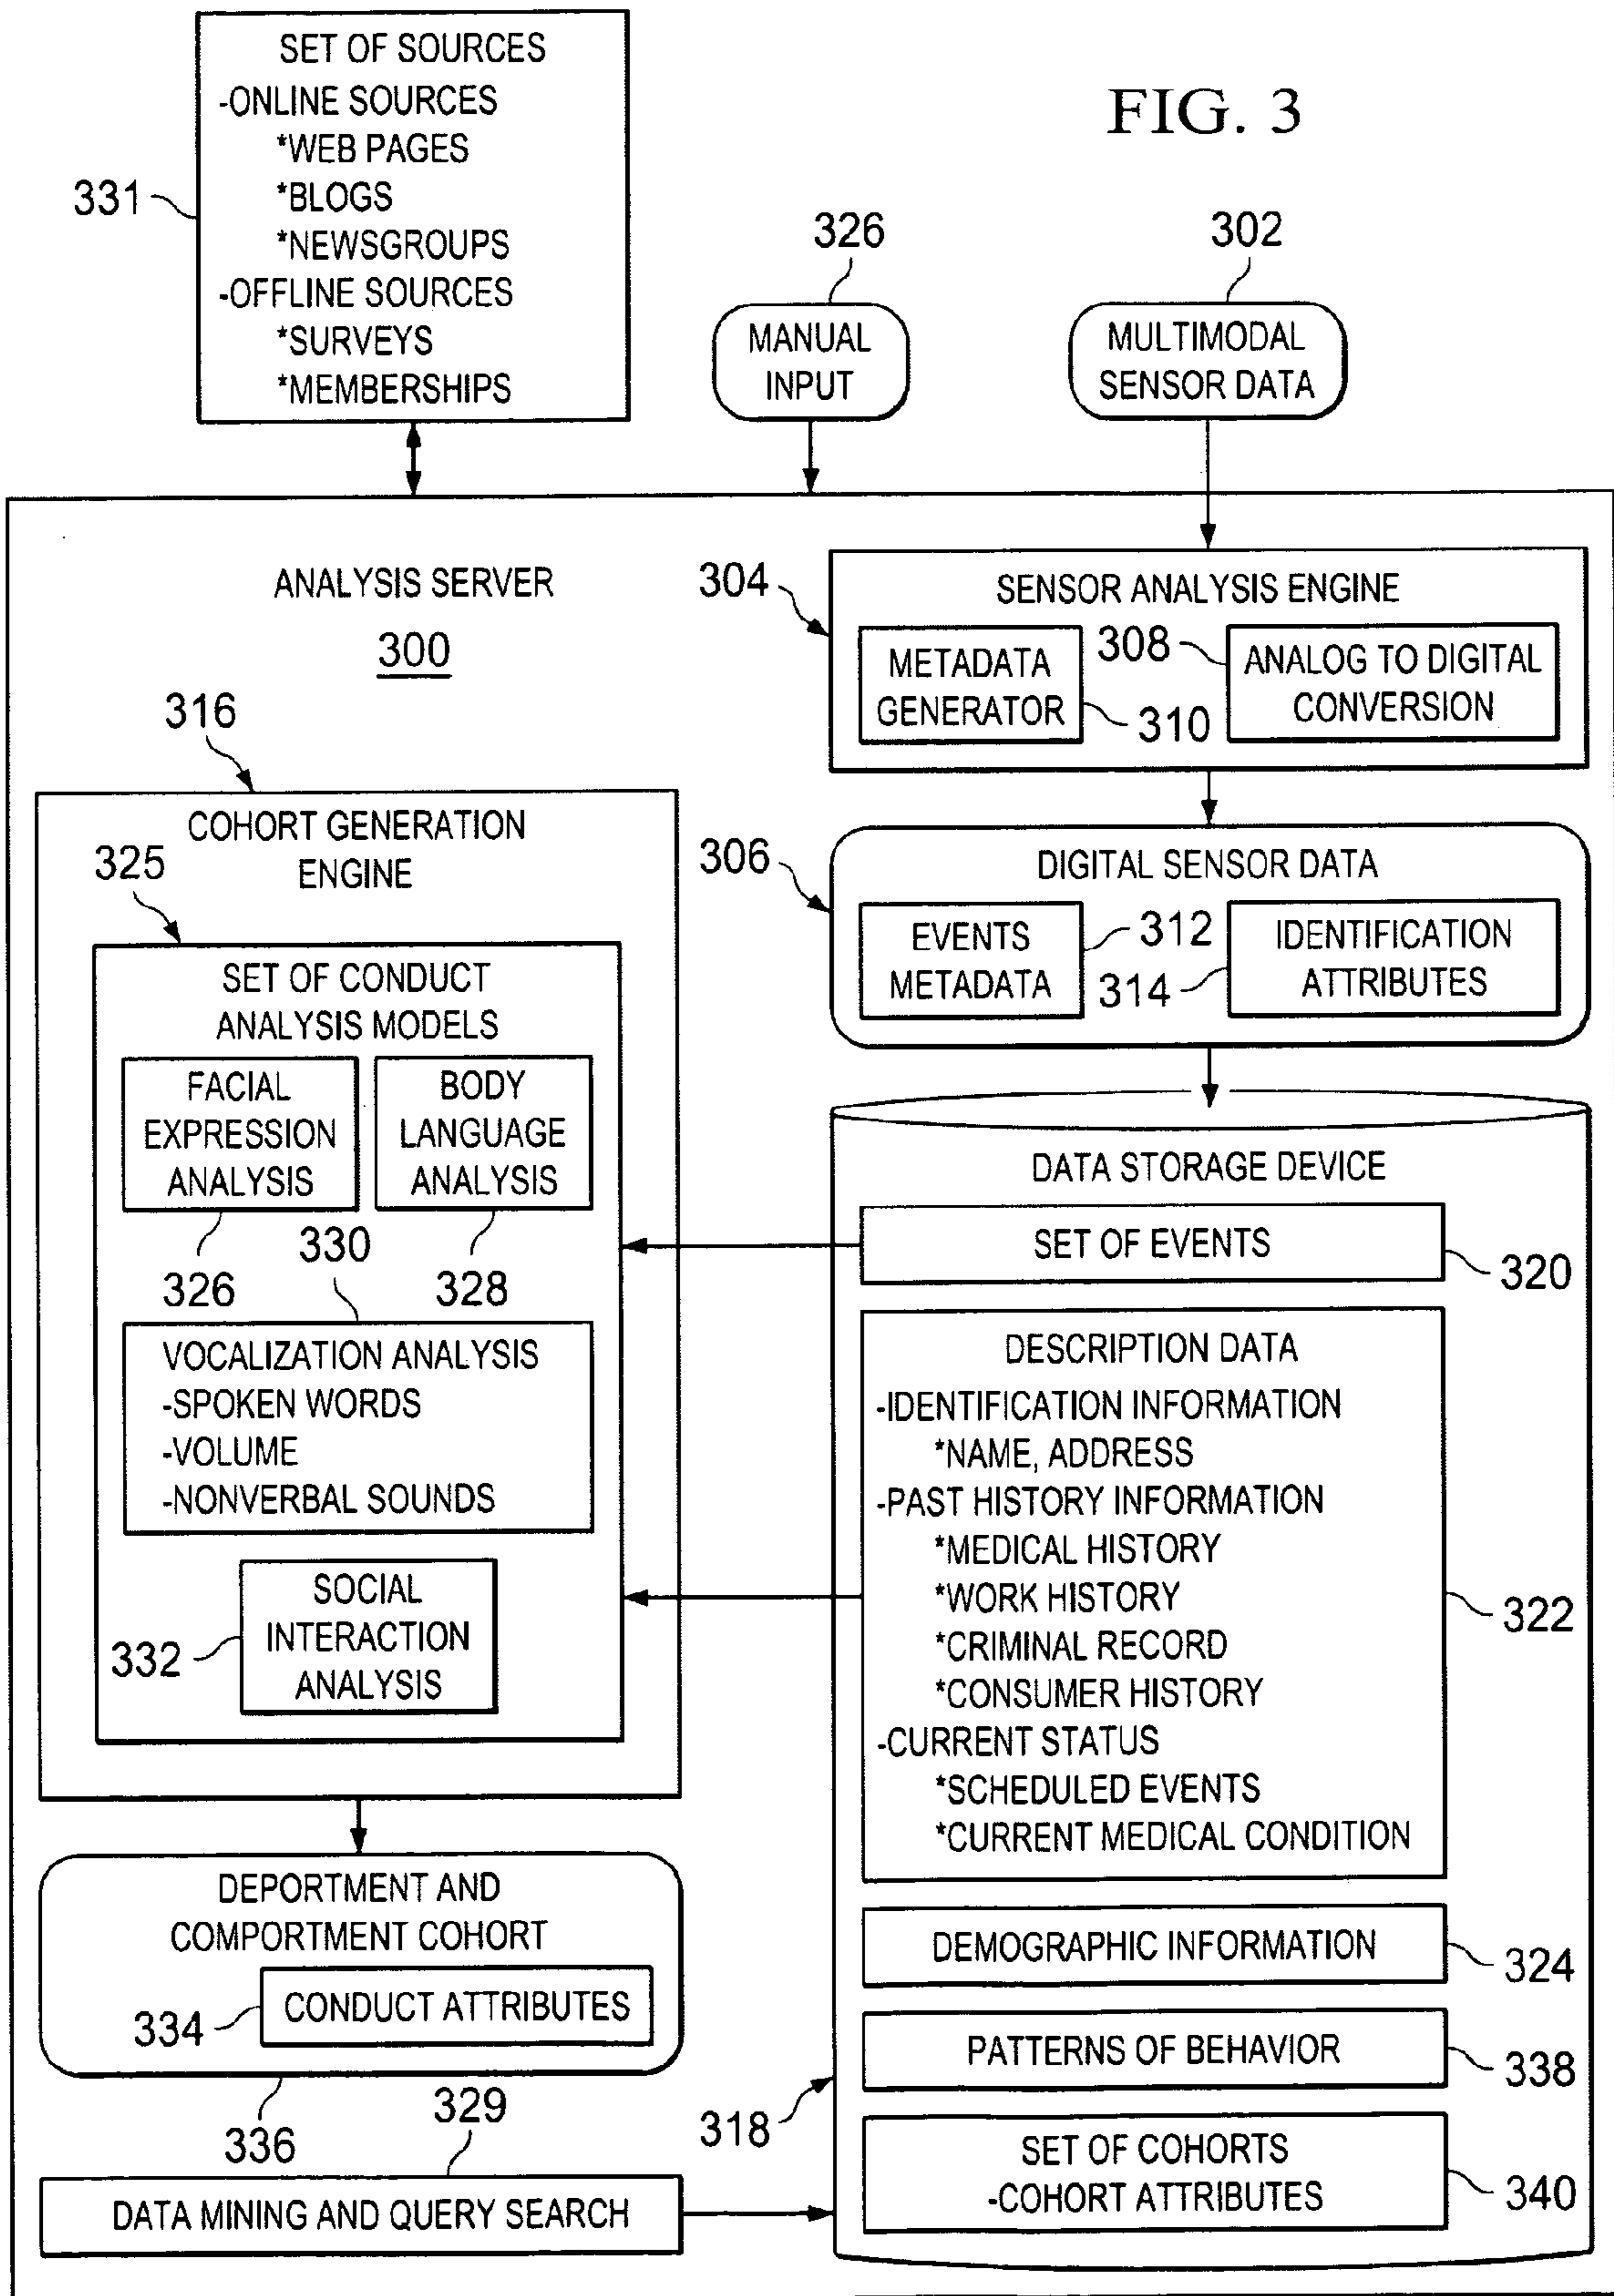 FIG. 3
SET OF SOURCES
-ONLINE SOURCES
*WEB PAGES
*BLOGS
*NEWSGROUPS
-OFFLINE SOURCES
*SURVEYS
*MEMBERSHIPS
331
326
MANUAL
INPUT
302
MULTIMODAL
SENSOR DATA
ANALYSIS SERVER
300
304
SENSOR ANALYSIS ENGINE
METADATA
GENERATOR
310
308
ANALOG TO DIGITAL
CONVERSION
306
DIGITAL SENSOR DATA
EVENTS
METADATA
312
314
IDENTIFICATION
ATTRIBUTES
316
COHORT GENERATION
ENGINE
325
SET OF CONDUCT
ANALYSIS MODELS
FACIAL
EXPRESSION
ANALYSIS
326
BODY
LANGUAGE
ANALYSIS
328
330
VOCALIZATION ANALYSIS
-SPOKEN WORDS
-VOLUME
-NONVERBAL SOUNDS
332
SOCIAL
INTERACTION
ANALYSIS
DATA STORAGE DEVICE
SET OF EVENTS
320
DESCRIPTION DATA
-IDENTIFICATION INFORMATION
*NAME, ADDRESS
-PAST HISTORY INFORMATION
*MEDICAL HISTORY
*WORK HISTORY
*CRIMINAL RECORD
*CONSUMER HISTORY
-CURRENT STATUS
*SCHEDULED EVENTS
*CURRENT MEDICAL CONDITION
322
DEMOGRAPHIC INFORMATION
324
PATTERNS OF BEHAVIOR
338
318
SET OF COHORTS
-COHORT ATTRIBUTES
340
DEPORTMENT AND
COMPORTMENT COHORT
334
CONDUCT ATTRIBUTES
336
329
DATA MINING AND QUERY SEARCH